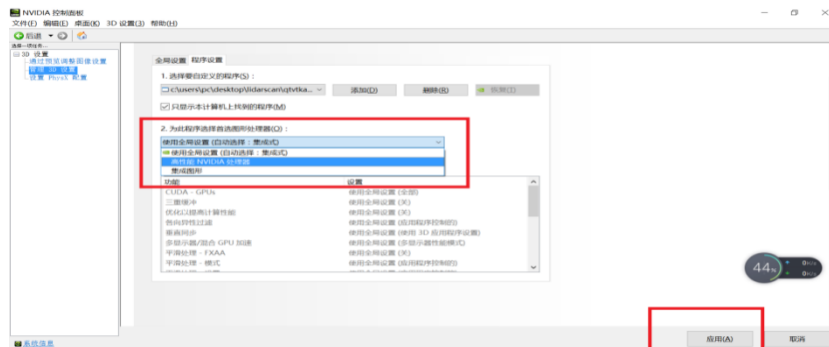 NVIDIA 控制面板
文件(F) 编辑(E) 桌面(K) 3D 设置(3) 帮助(H)
后退
选择一项任务...
3D 设置
通过预览调整图像设置
管理 3D 设置
设置 PhysX 配置
全局设置 程序设置
1. 选择要自定义的程序(S)：
c:\users\pc\desktop\lidarscan\qtvtka... 添加(D) 删除(R) 恢复(T)
只显示本计算机上找到的程序(M)
2. 为此程序选择首选图形处理器(O)：
使用全局设置 (自动选择：集成式)
使用全局设置 (自动选择：集成式)
高性能 NVIDIA 处理器
集成图形
功能 设置
CUDA - GPUs 使用全局设置 (全部)
三重缓冲 使用全局设置 (关)
优化以提高计算性能 使用全局设置 (关)
各向异性过滤 使用全局设置 (应用程序控制的)
垂直同步 使用全局设置 (使用 3D 应用程序设置)
多显示器/混合 GPU 加速 使用全局设置 (多显示器性能模式)
平滑处理 - FXAA 使用全局设置 (关)
平滑处理 - 模式 使用全局设置 (应用程序控制的)
44%
系统信息
应用(A) 取消